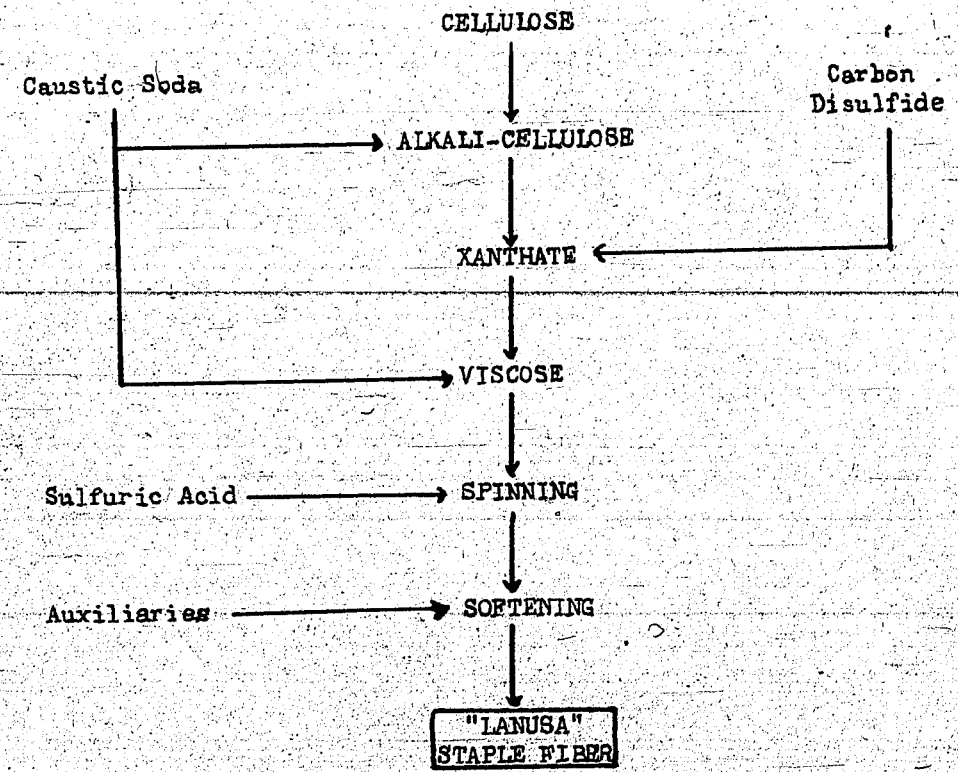 CELLULOSE
Caustic Soda
Carbon
Disulfide
ALKALI-CELLULOSE
XANTHATE
VISCOSE
Sulfuric Acid
SPINNING
Auxiliaries
SOFTENING
"LANUSA"
STAPLE FIBER